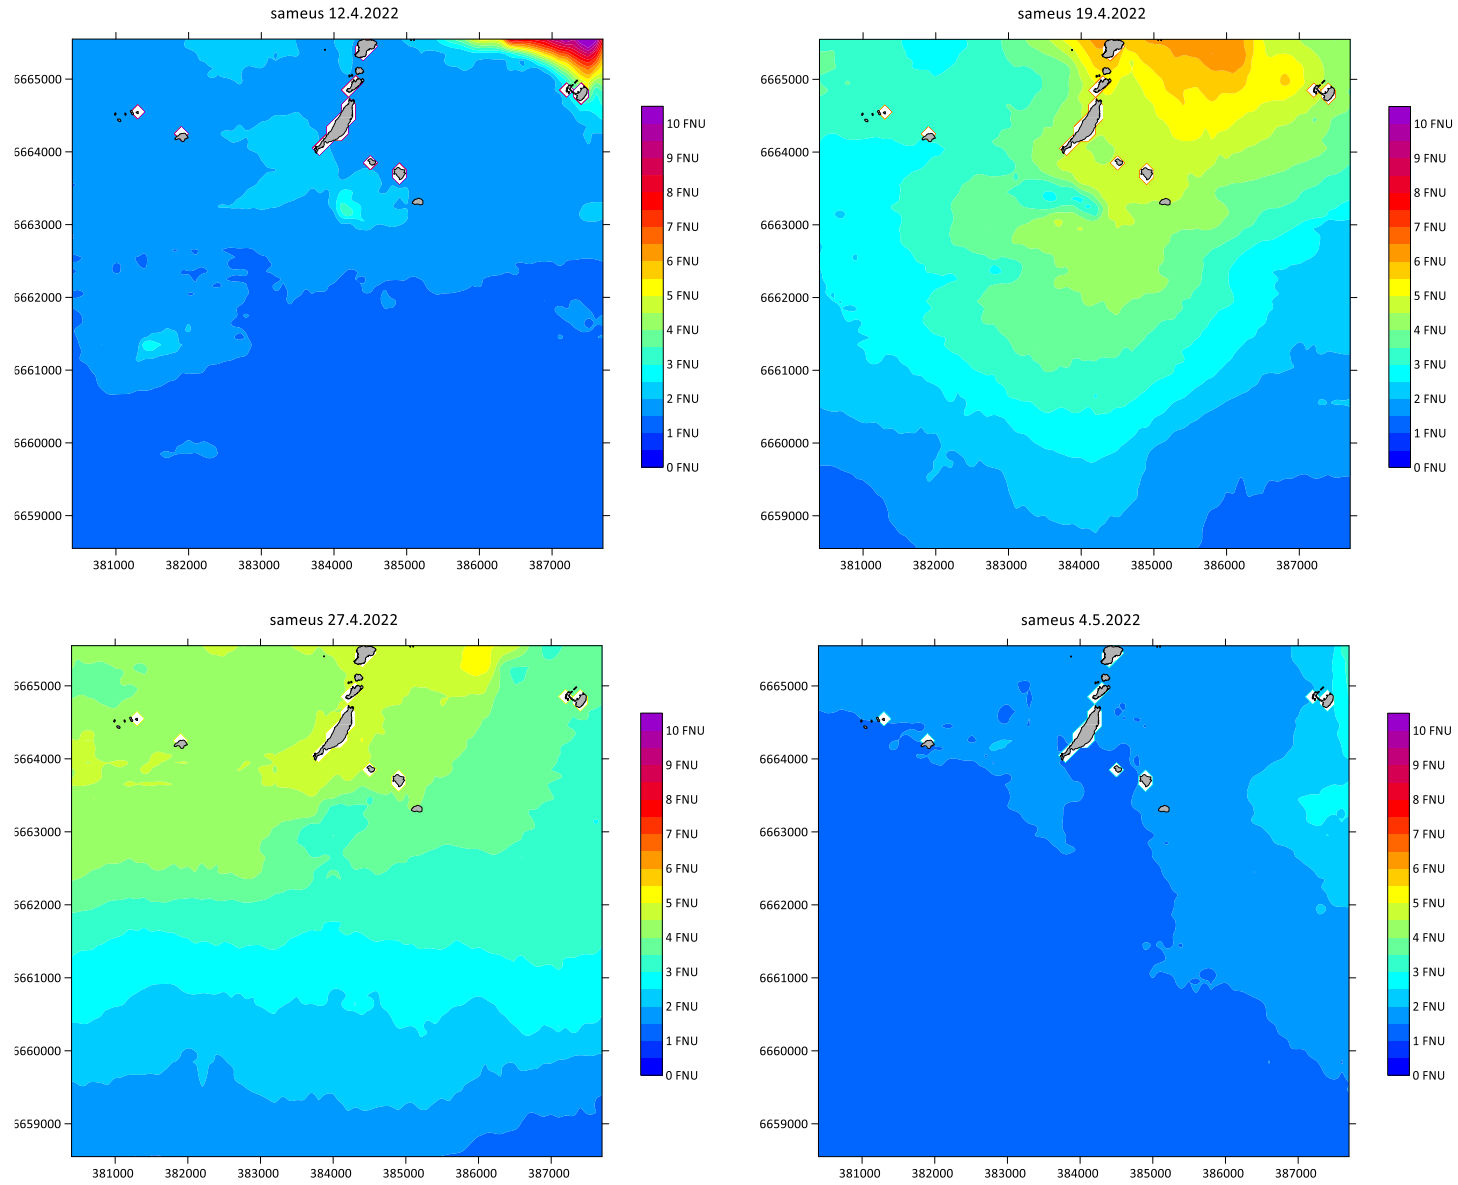 sameus 12.4.2022
6665000
6664000
6663000
6662000
6661000
6660000
6659000
381000 382000 383000 384000 385000 386000 387000
10 FNU
9 FNU
8 FNU
7 FNU
6 FNU
5 FNU
4 FNU
3 FNU
2 FNU
1 FNU
0 FNU
sameus 19.4.2022
6665000
6664000
6663000
6662000
6661000
6660000
6659000
381000 382000 383000 384000 385000 386000 387000
10 FNU
9 FNU
8 FNU
7 FNU
6 FNU
5 FNU
4 FNU
3 FNU
2 FNU
1 FNU
0 FNU
sameus 27.4.2022
6665000
6664000
6663000
6662000
6661000
6660000
6659000
381000 382000 383000 384000 385000 386000 387000
10 FNU
9 FNU
8 FNU
7 FNU
6 FNU
5 FNU
4 FNU
3 FNU
2 FNU
1 FNU
0 FNU
sameus 4.5.2022
6665000
6664000
6663000
6662000
6661000
6660000
6659000
381000 382000 383000 384000 385000 386000 387000
10 FNU
9 FNU
8 FNU
7 FNU
6 FNU
5 FNU
4 FNU
3 FNU
2 FNU
1 FNU
0 FNU